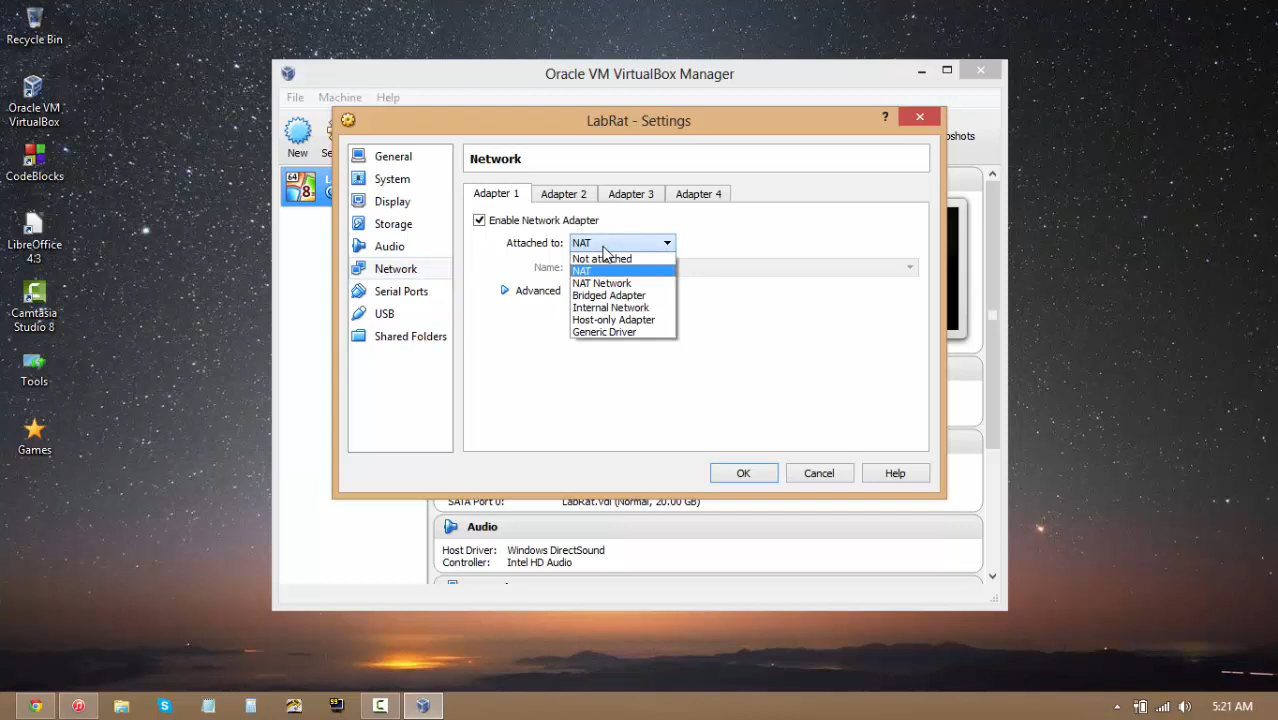 Recycle Bin
Oracle VM
VirtualBox
CodeBlocks
LibreOffice
4.3
Camtasia
Studio 8
Tools
Games
Oracle VM VirtualBox Manager
File Machine Help
New
LabRat - Settings
?
General
System
Display
Storage
Audio
Network
Serial Ports
USB
Shared Folders
Network
Adapter 1 Adapter 2 Adapter 3 Adapter 4
Enable Network Adapter
Attached to: NAT
Name:
Advanced
Not attached
NAT
NAT Network
Bridged Adapter
Internal Network
Host-only Adapter
Generic Driver
OK Cancel Help
SATA Port 0: LabRat.vdi (Normal, 20.00 GB)
Audio
Host Driver: Windows DirectSound
Controller: Intel HD Audio
5:21 AM